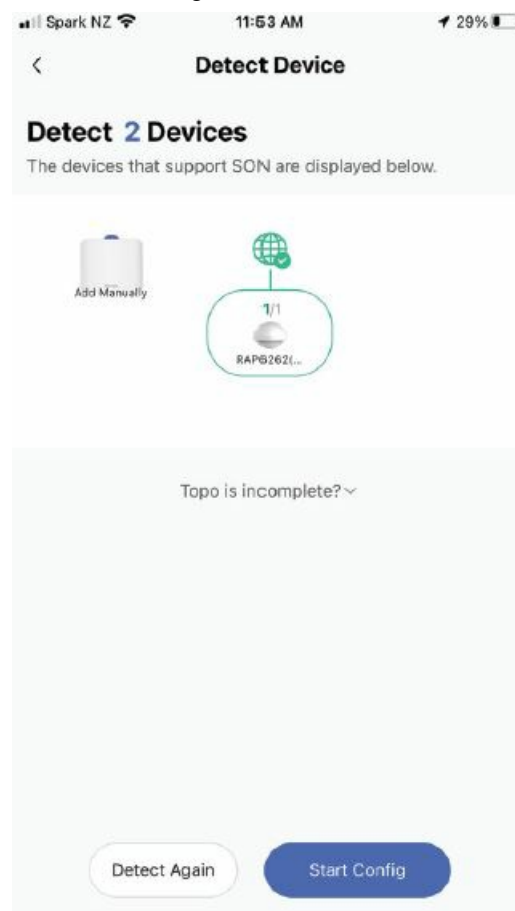 Spark NZ 11:53 AM 29%
Detect Device
Detect 2 Devices
The devices that support SON are displayed below.
Add Manually
1/1
RAP6262(...
Topo is incomplete?
Detect Again Start Config